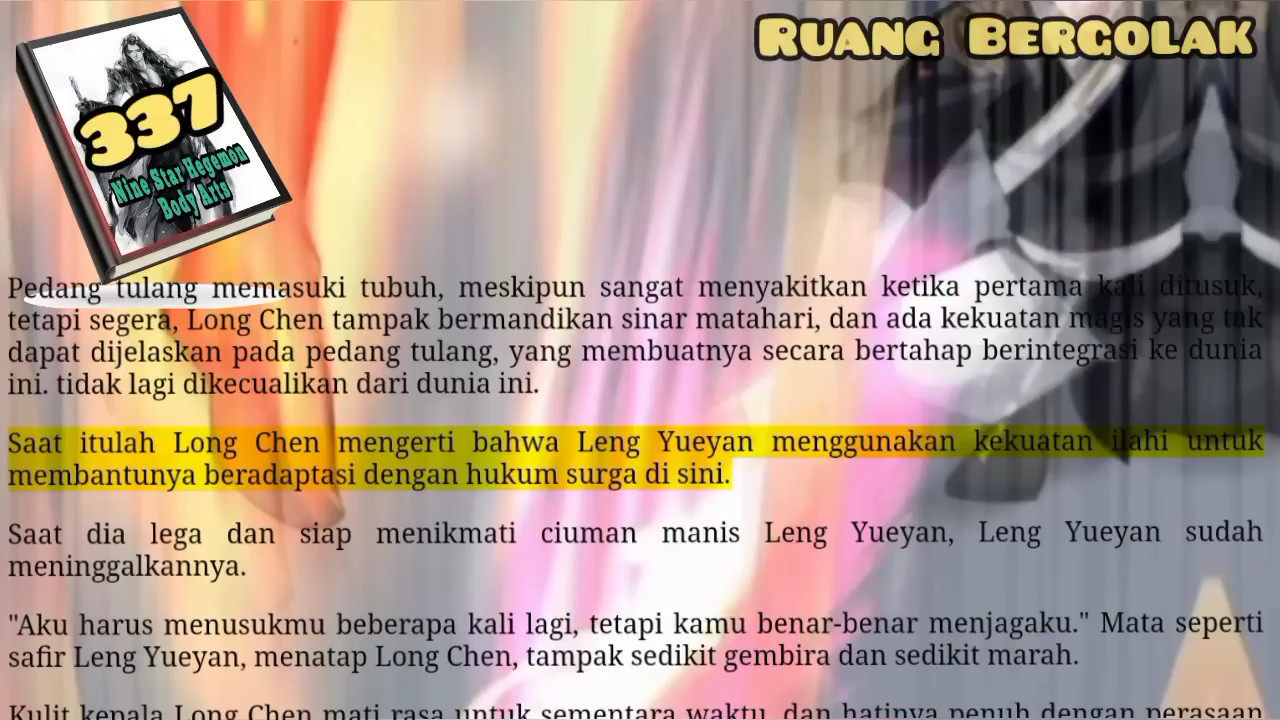 Ruang Bergolak
337
Nine Star Hegemon
Body Arts
Pedang tulang memasuki tubuh, meskipun sangat menyakitkan ketika pertama kali ditusuk,
tetapi segera, Long Chen tampak bermandikan sinar matahari, dan ada kekuatan magis yang tak
dapat dijelaskan pada pedang tulang, yang membuatnya secara bertahap berintegrasi ke dunia
ini. tidak lagi dikecualikan dari dunia ini.
Saat itulah Long Chen mengerti bahwa Leng Yueyan menggunakan kekuatan ilahi untuk
membantunya beradaptasi dengan hukum surga di sini.
Saat dia lega dan siap menikmati ciuman manis Leng Yueyan, Leng Yueyan sudah
meninggalkannya.
"Aku harus menusukmu beberapa kali lagi, tetapi kamu benar-benar menjagaku." Mata seperti
safir Leng Yueyan, menatap Long Chen, tampak sedikit gembira dan sedikit marah.
Kulit kepala Long Chen mati rasa untuk sementara waktu, dan hatinya penuh dengan perasaan